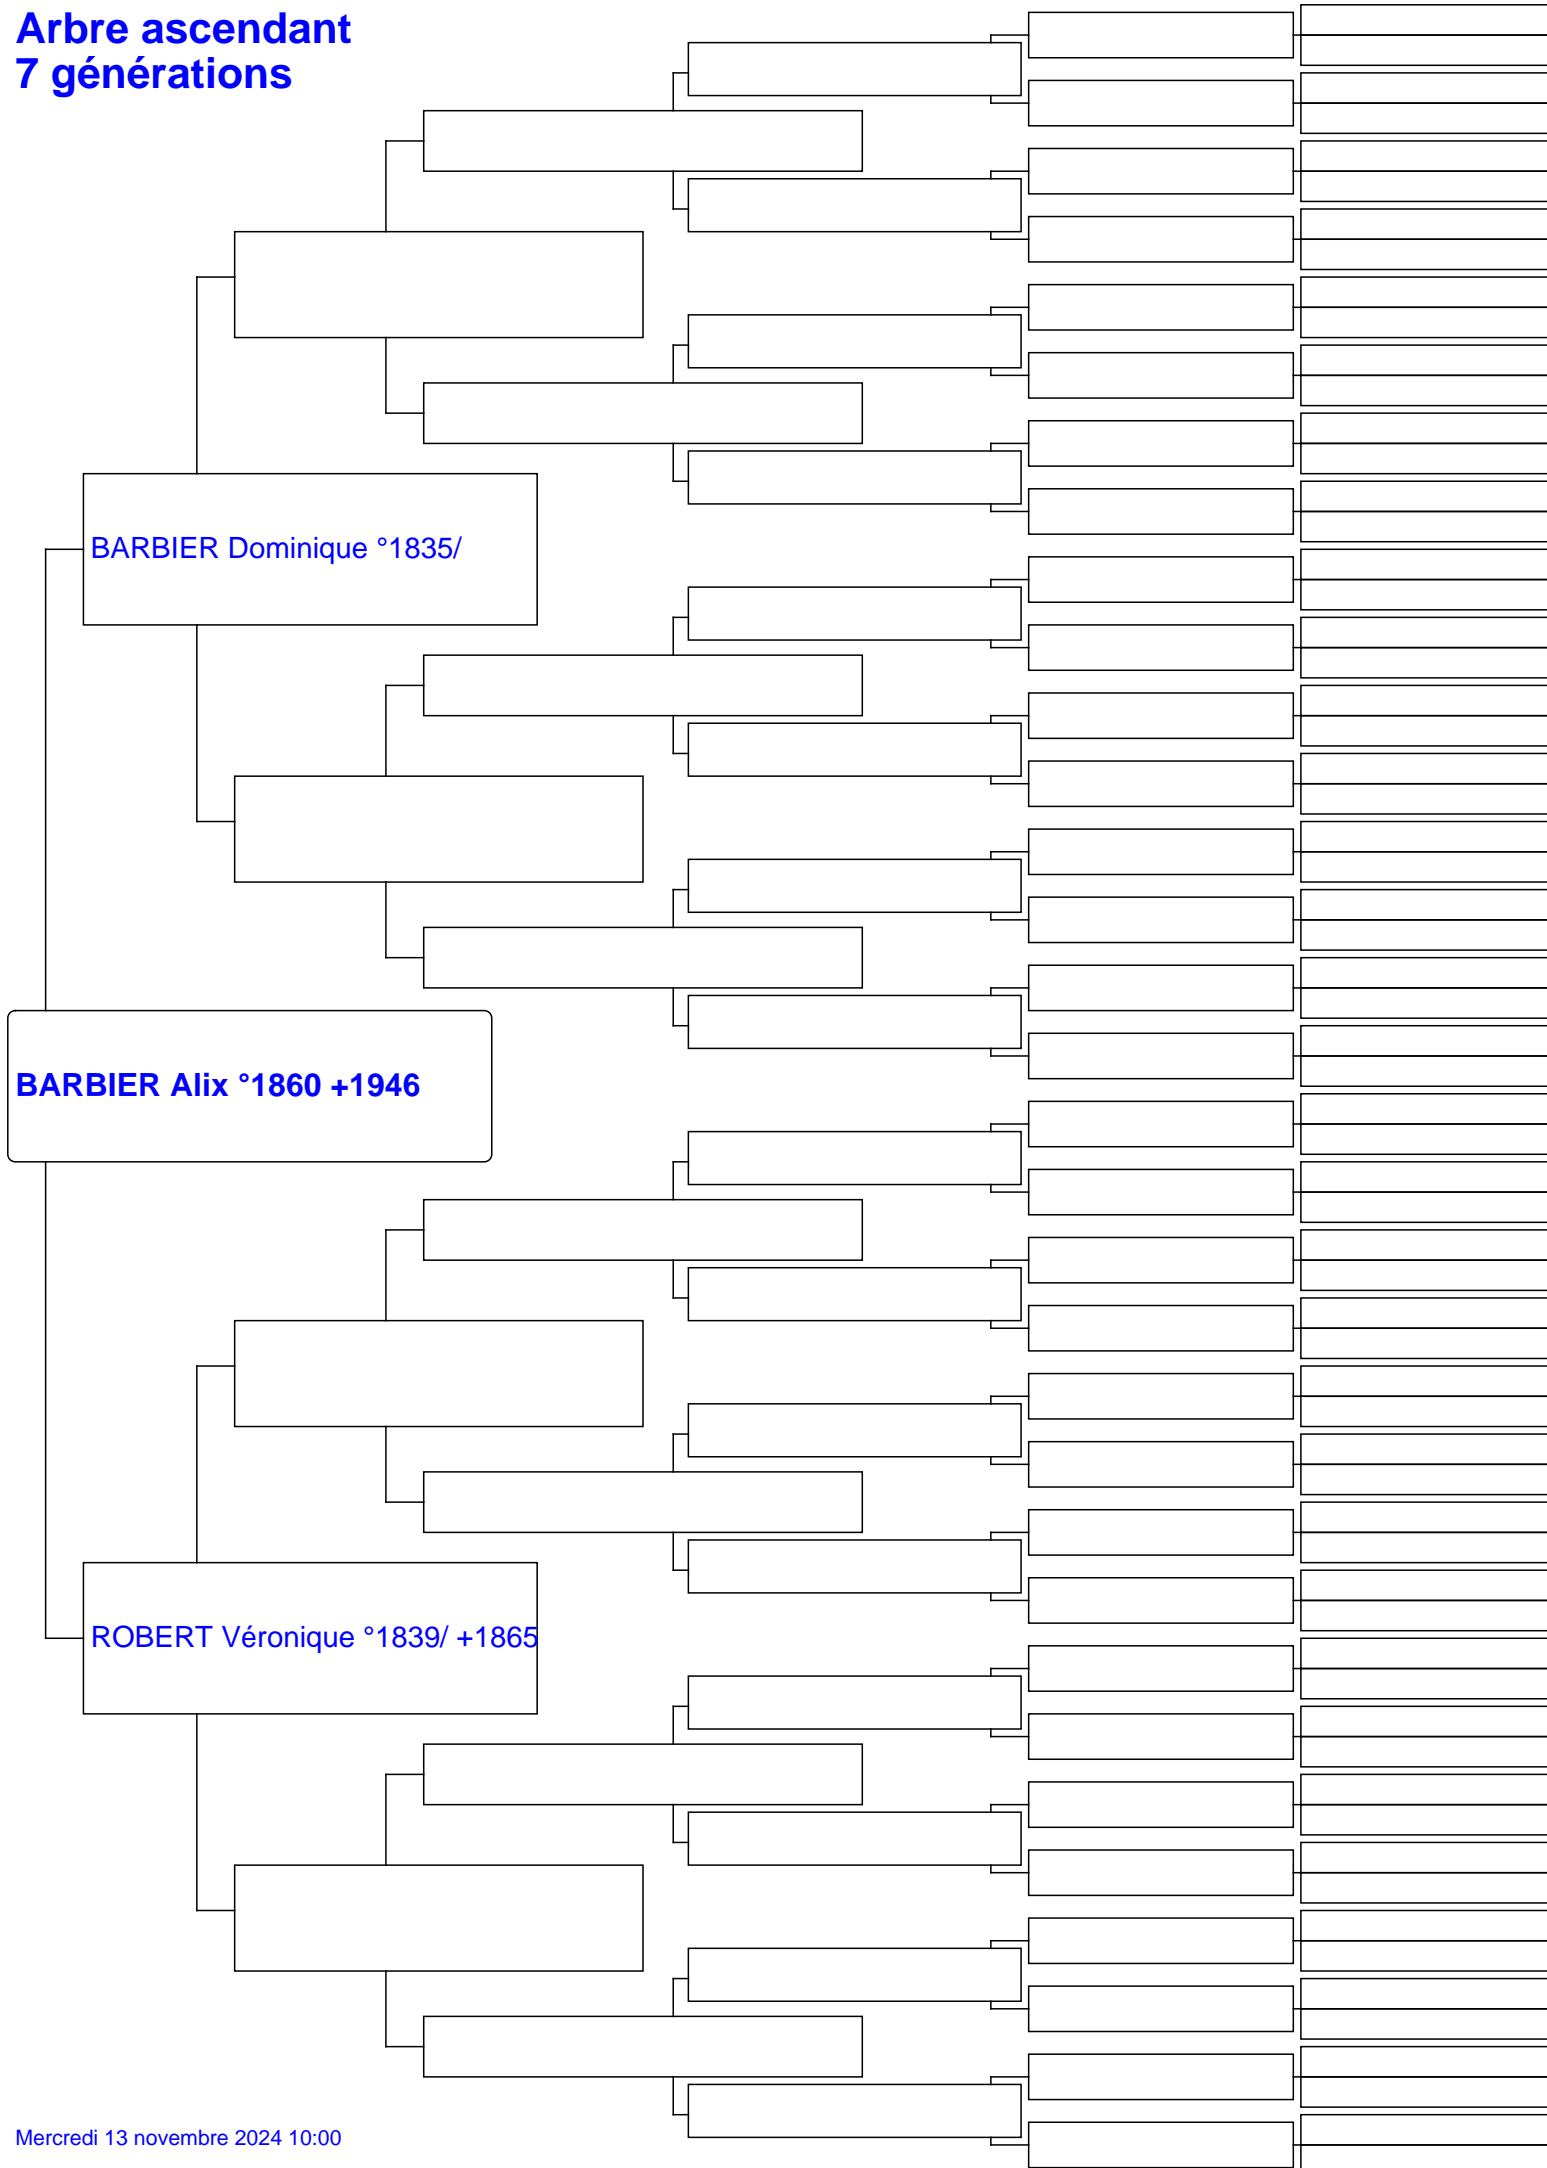 Arbre ascendant
7 générations
BARBIER Dominique °1835/
BARBIER Alix °1860 +1946
ROBERT Véronique °1839/ +1865
Mercredi 13 novembre 2024 10:00